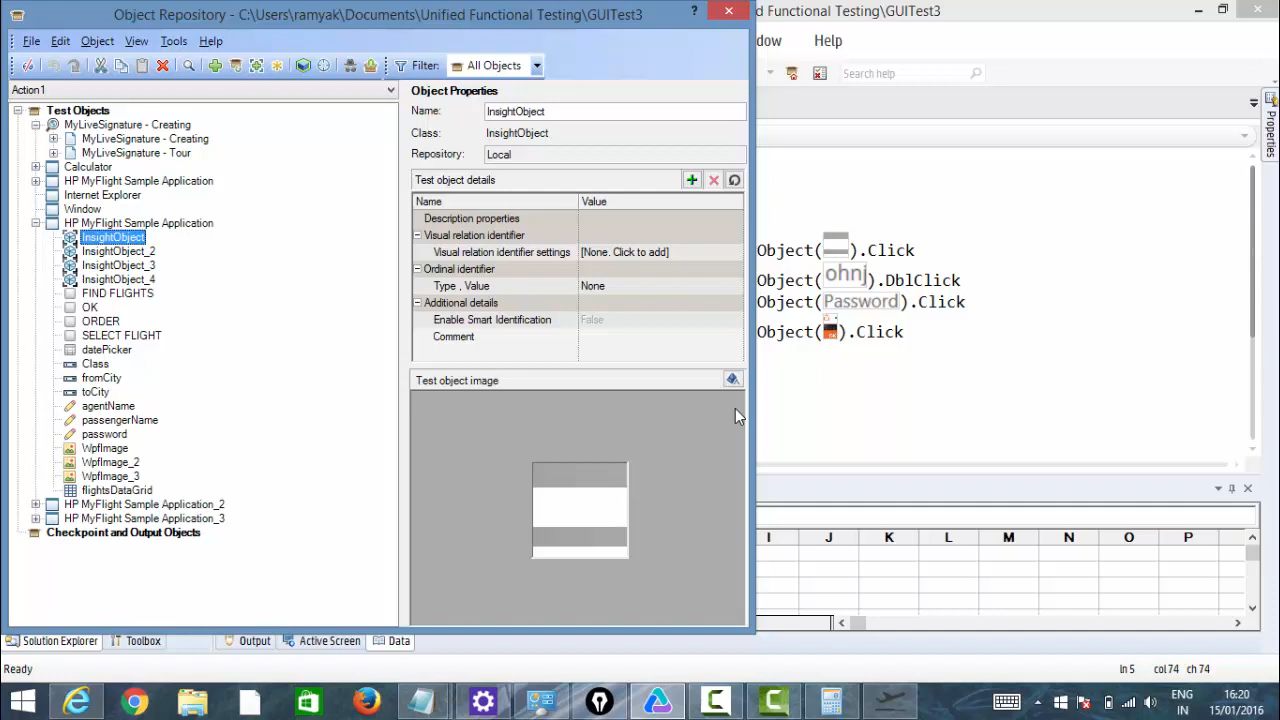 Object Repository - C:\Users\ramyak\Documents\Unified Functional Testing\GUITest3
Functional Testing\GUITest3
File Edit Object View Tools Help
dow Help
Filter: All Objects
Search help
Action1
Test Objects
MyLiveSignature - Creating
MyLiveSignature - Creating
MyLiveSignature - Tour
Calculator
HP MyFlight Sample Application
Internet Explorer
Window
HP MyFlight Sample Application
InsightObject
InsightObject_2
InsightObject_3
InsightObject_4
FIND FLIGHTS
OK
ORDER
SELECT FLIGHT
datePicker
Class
fromCity
toCity
agentName
passengerName
password
WpfImage
WpfImage_2
WpfImage_3
flightsDataGrid
HP MyFlight Sample Application_2
HP MyFlight Sample Application_3
Checkpoint and Output Objects
Object Properties
Name: InsightObject
Class: InsightObject
Repository: Local
Test object details
Name Value
Description properties
Visual relation identifier
Visual relation identifier settings [None. Click to add]
Ordinal identifier
Type , Value None
Additional details
Enable Smart Identification False
Comment
Test object image
Properties
Object( ).Click
Object(ohnj).DblClick
Object(Password).Click
Object( ).Click
I J K L M N O P
Solution Explorer Toolbox Output Active Screen Data
Ready ln 5 col 74 ch 74
ENG
IN
16:20
15/01/2016